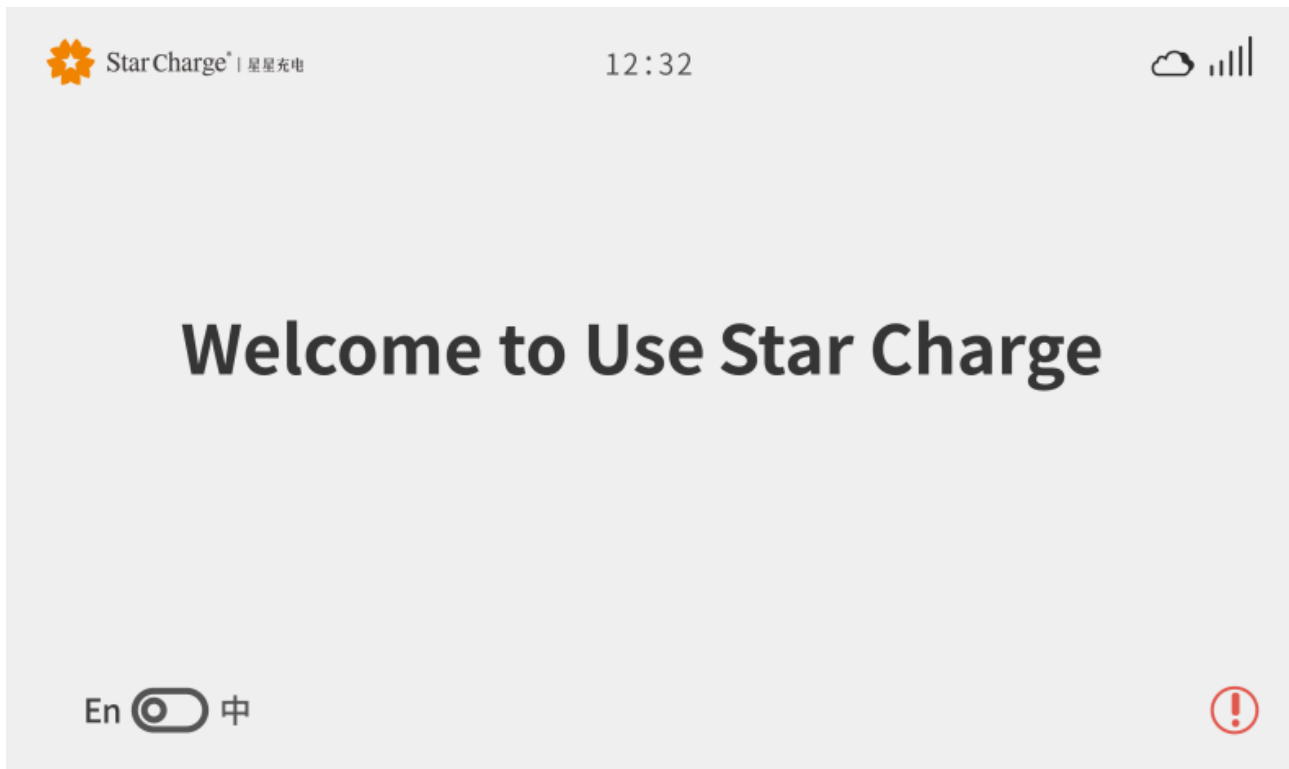 Star Charge® | 星星充电
12:32
Welcome to Use Star Charge
En 中